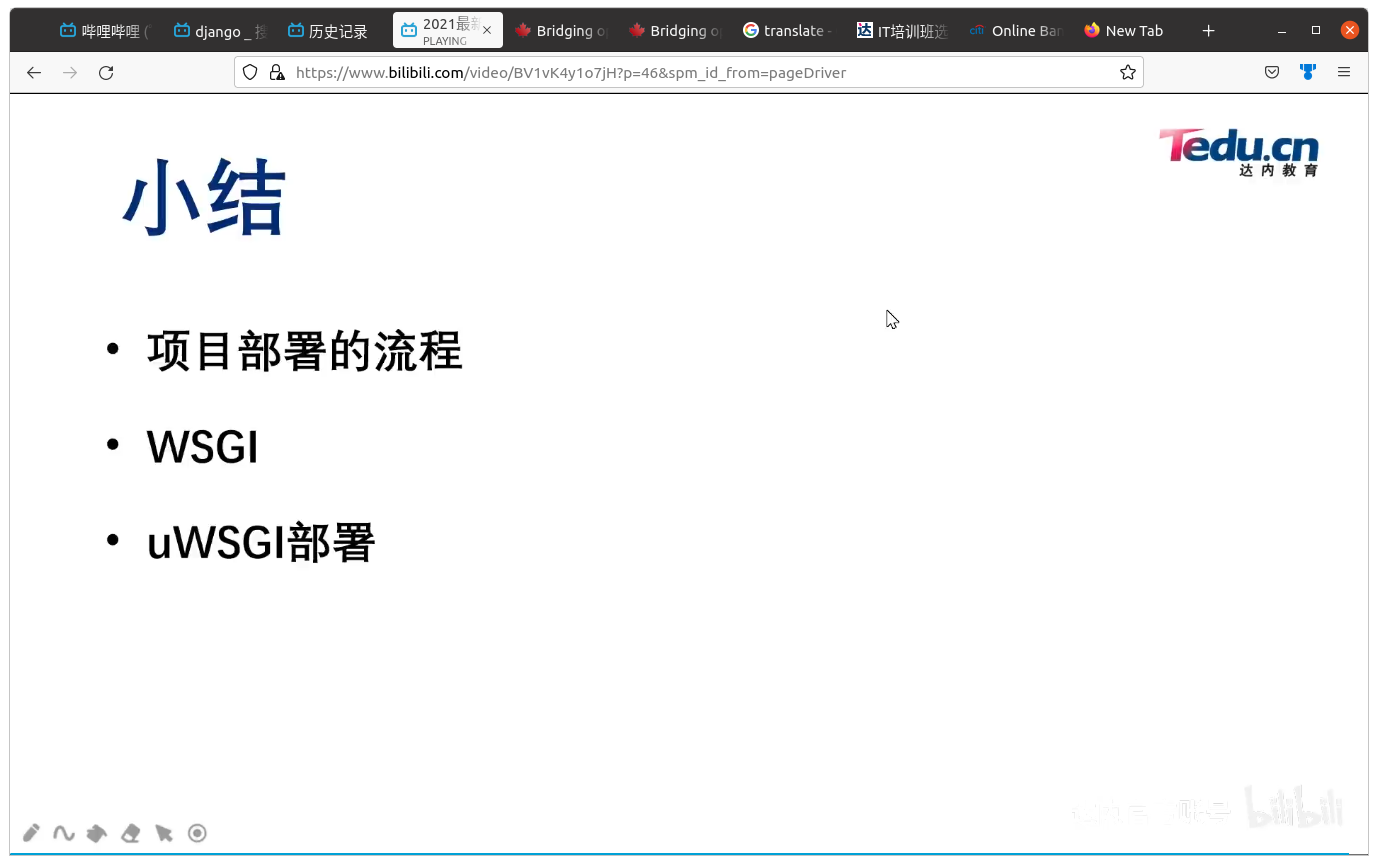 哔哩哔哩 (
django _ 搜
历史记录
2021最新
PLAYING
Bridging o
Bridging o
translate -
IT培训班选
citi Online Ban
New Tab
https://www.bilibili.com/video/BV1vK4y1o7jH?p=46&spm_id_from=pageDriver
Tedu.cn
达内教育
小结
• 项目部署的流程
• WSGI
• uWSGI部署
bilibili